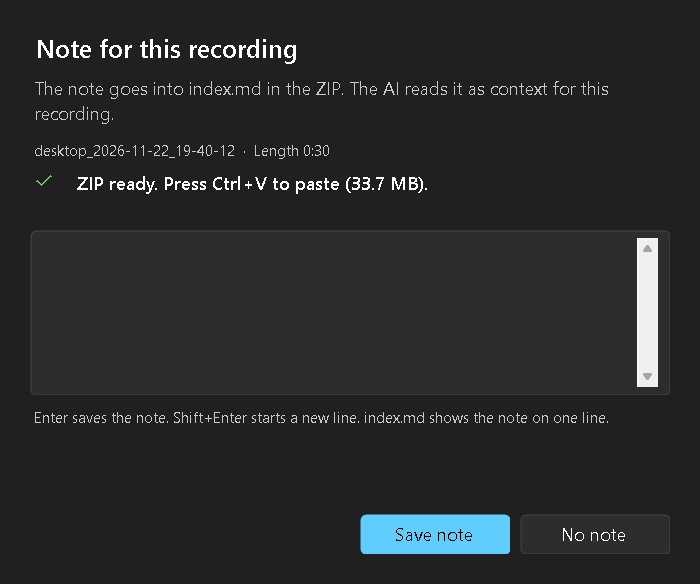 Note for this recording
The note goes into index.md in the ZIP. The AI reads it as context for this
recording.
desktop_2026-11-22_19-40-12 · Length 0:30
ZIP ready. Press Ctrl+V to paste (33.7 MB).
Enter saves the note. Shift+Enter starts a new line. index.md shows the note on one line.
Save note
No note